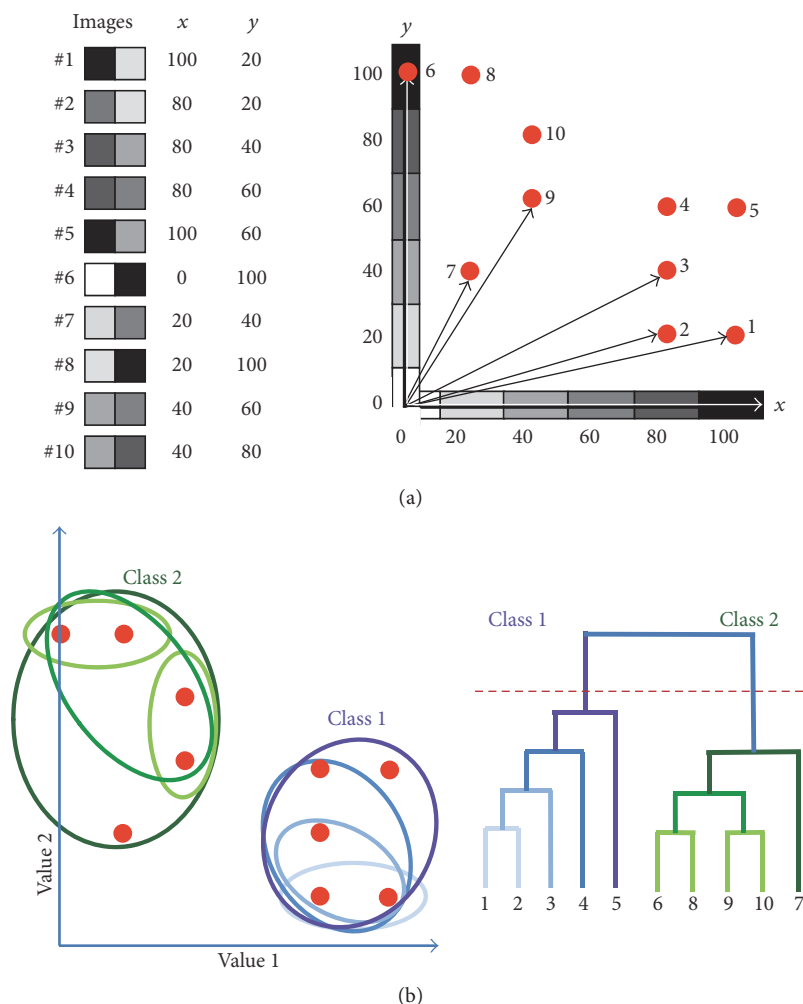 Images x y
#1 100 20
#2 80 20
#3 80 40
#4 80 60
#5 100 60
#6 0 100
#7 20 40
#8 20 100
#9 40 60
#10 40 80
y
100
80
60
40
20
0
6
8
10
9
4
5
7
3
2
1
x
0 20 40 60 80 100
(a)
Class 2
Class 1
Value 2
Value 1
Class 1
Class 2
1 2 3 4 5 6 8 9 10 7
(b)